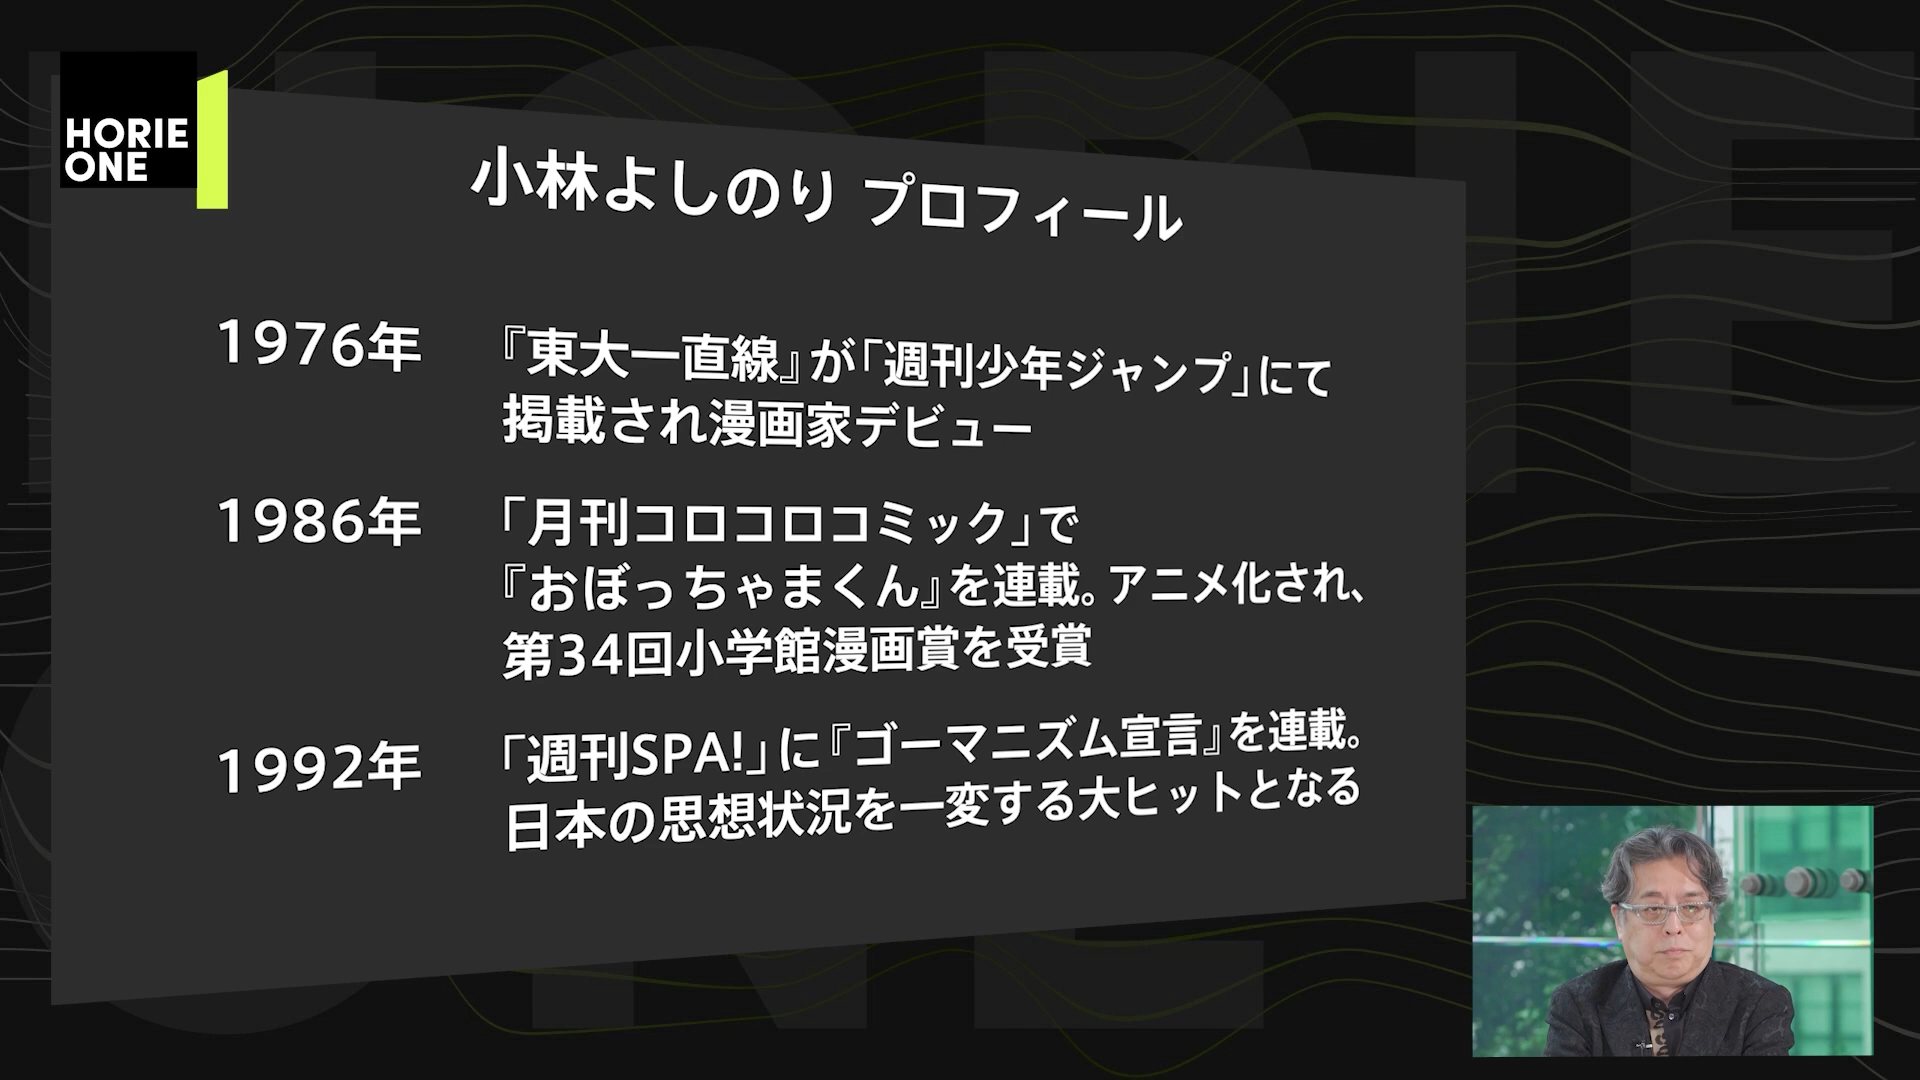 HORIE
ONE
小林よしのり プロフィール
1976年
『東大一直線』が「週刊少年ジャンプ」にて
掲載され漫画家デビュー
1986年
「月刊コロコロコミック」で
『おぼっちゃまくん』を連載。アニメ化され、
第34回小学館漫画賞を受賞
1992年
「週刊SPA!」に『ゴーマニズム宣言』を連載。
日本の思想状況を一変する大ヒットとなる